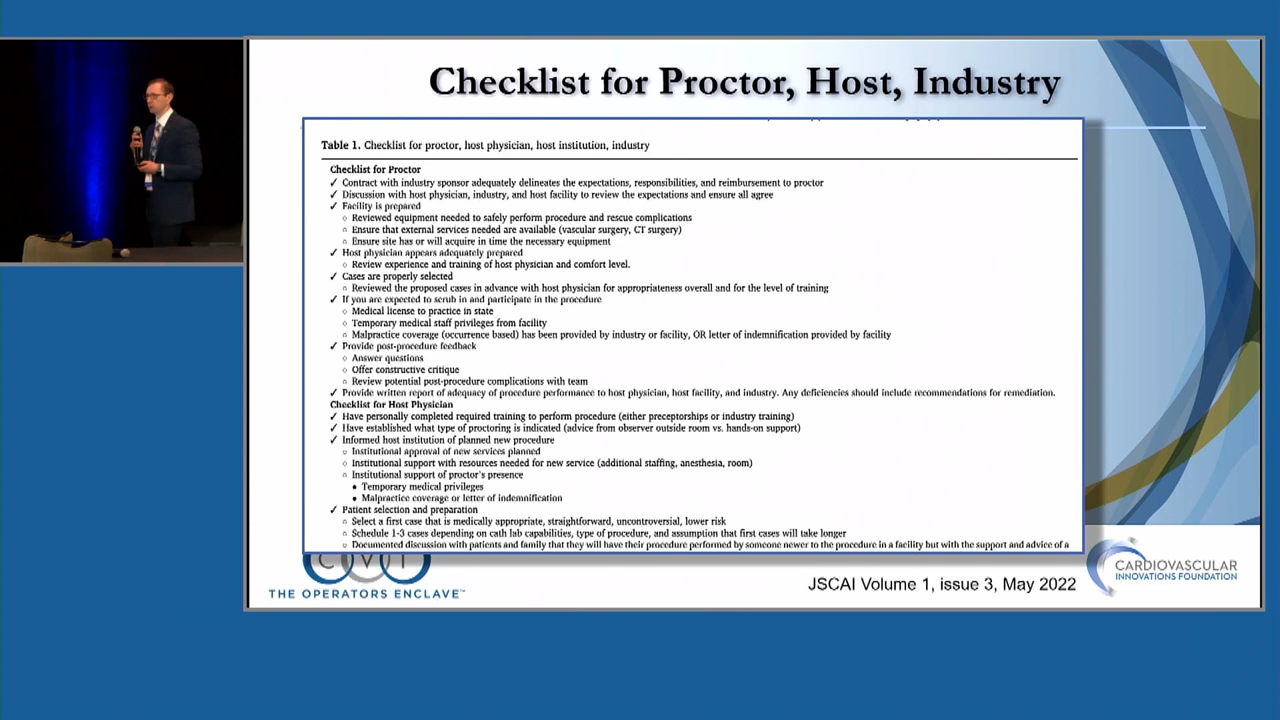 Checklist for Proctor, Host, Industry
Table 1. Checklist for proctor, host physician, host institution, industry
Checklist for Proctor
✓ Contract with industry sponsor adequately delineates the expectations, responsibilities, and reimbursement to proctor
✓ Discussion with host physician, industry, and host facility to review the expectations and ensure all agree
✓ Facility is prepared
○ Reviewed equipment needed to safely perform procedure and rescue complications
○ Ensure that external services needed are available (vascular surgery, CT surgery)
○ Ensure site has or will acquire in time the necessary equipment
✓ Host physician appears adequately prepared
○ Review experience and training of host physician and comfort level.
✓ Cases are properly selected
○ Reviewed the proposed cases in advance with host physician for appropriateness overall and for the level of training
✓ If you are expected to scrub in and participate in the procedure
○ Medical license to practice in state
○ Temporary medical staff privileges from facility
○ Malpractice coverage (occurrence based) has been provided by industry or facility, OR letter of indemnification provided by facility
✓ Provide post-procedure feedback
○ Answer questions
○ Offer constructive critique
○ Review potential post-procedure complications with team
✓ Provide written report of adequacy of procedure performance to host physician, host facility, and industry. Any deficiencies should include recommendations for remediation.
Checklist for Host Physician
✓ Have personally completed required training to perform procedure (either preceptorships or industry training)
✓ Have established what type of proctoring is indicated (advice from observer outside room vs. hands-on support)
✓ Informed host institution of planned new procedure
○ Institutional approval of new services planned
○ Institutional support with resources needed for new service (additional staffing, anesthesia, room)
○ Institutional support of proctor's presence
● Temporary medical privileges
● Malpractice coverage or letter of indemnification
✓ Patient selection and preparation
○ Select a first case that is medically appropriate, straightforward, uncontroversial, lower risk
○ Schedule 1-3 cases depending on cath lab capabilities, type of procedure, and assumption that first cases will take longer
○ Documented discussion with patients and family that they will have their procedure performed by someone newer to the procedure in a facility but with the support and advice of a
CVI
THE OPERATORS ENCLAVE™
JSCAI Volume 1, issue 3, May 2022
CARDIOVASCULAR
INNOVATIONS FOUNDATION